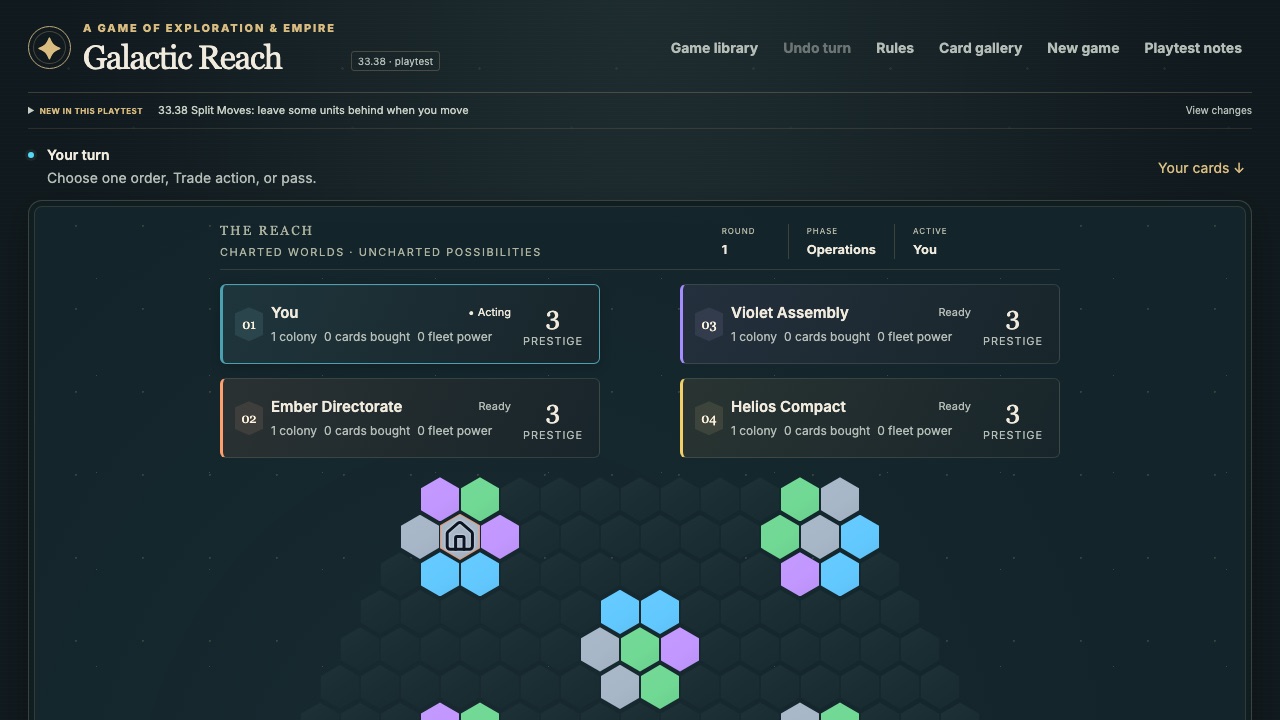 A GAME OF EXPLORATION & EMPIRE
Galactic Reach
33.38 · playtest
Game library
Undo turn
Rules
Card gallery
New game
Playtest notes
NEW IN THIS PLAYTEST
33.38 Split Moves: leave some units behind when you move
View changes
Your turn
Choose one order, Trade action, or pass.
Your cards ↓
THE REACH
CHARTED WORLDS · UNCHARTED POSSIBILITIES
ROUND
1
PHASE
Operations
ACTIVE
You
01
You
• Acting
1 colony 0 cards bought 0 fleet power
3
PRESTIGE
03
Violet Assembly
Ready
1 colony 0 cards bought 0 fleet power
3
PRESTIGE
02
Ember Directorate
Ready
1 colony 0 cards bought 0 fleet power
3
PRESTIGE
04
Helios Compact
Ready
1 colony 0 cards bought 0 fleet power
3
PRESTIGE